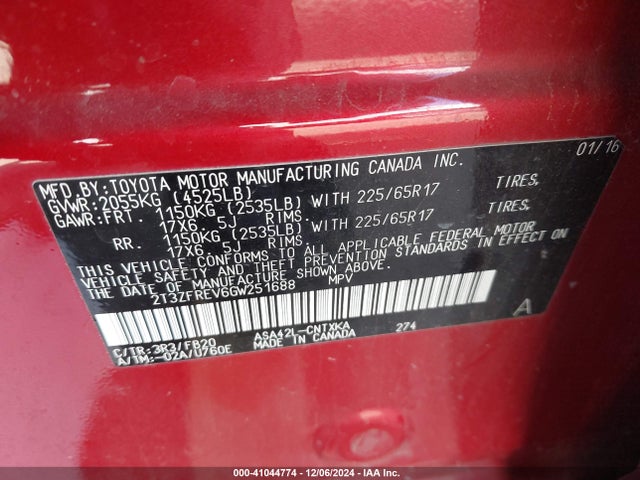 MFD.BY:TOYOTA MOTOR MANUFACTURING CANADA INC. 01/16
GVWR:2055KG (4525LB)
GAWR:FRT. 1150KG (2535LB) WITH 225/65R17 TIRES,
17X6. 5J RIMS.
RR. 1150KG (2535LB) WITH 225/65R17 TIRES,
17X6. 5J RIMS.
THIS VEHICLE CONFORMS TO ALL APPLICABLE FEDERAL MOTOR
VEHICLE SAFETY STANDARDS IN EFFECT ON
THE DATE OF MANUFACTURE SHOWN ABOVE.
2T3ZFREV6GW251688 MPV
A
C/TR:3R3/FB20 ASA42L-CNTXKA 274
A/TM:-02A/U760E MADE IN CANADA
000-41044774 • 12/06/2024 • IAA Inc.